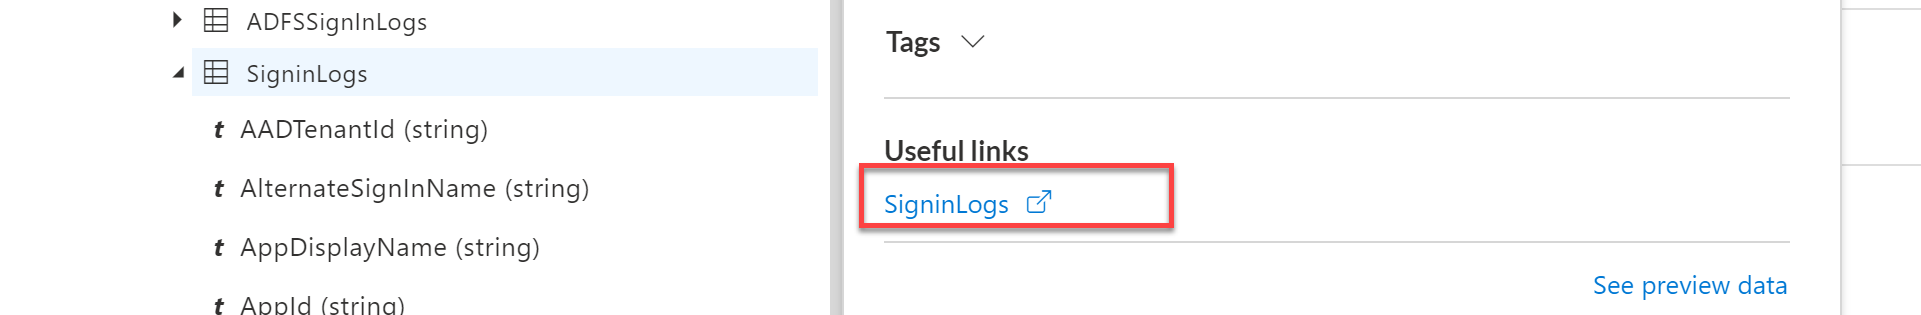 ADFSSignInLogs
SigninLogs
t AADTenantId (string)
t AlternateSignInName (string)
t AppDisplayName (string)
t AppId (string)
Tags
Useful links
SigninLogs
See preview data